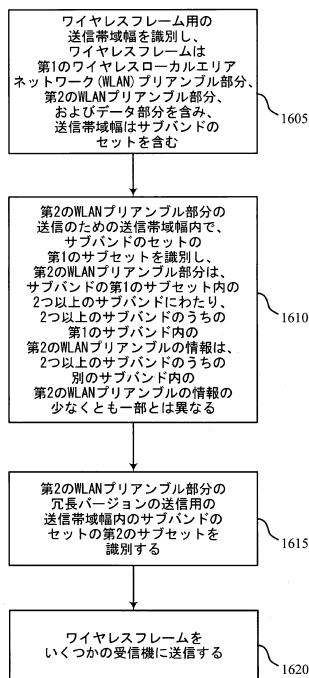 ワイヤレスフレーム用の
送信帯域幅を識別し、
ワイヤレスフレームは
第1のワイヤレスローカルエリア
ネットワーク(WLAN)プリアンブル部分、
第2のWLANプリアンブル部分、
およびデータ部分を含み、
送信帯域幅はサブバンドの
セットを含む
1605
第2のWLANプリアンブル部分の
送信のための送信帯域幅内で、
サブバンドのセットの
第1のサブセットを識別し、
第2のWLANプリアンブル部分は、
サブバンドの第1のサブセット内の
2つ以上のサブバンドにわたり、
2つ以上のサブバンドのうちの
第1のサブバンド内の
第2のWLANプリアンブルの情報は、
2つ以上のサブバンドのうちの
別のサブバンド内の
第2のWLANプリアンブルの情報の
少なくとも一部とは異なる
1610
第2のWLANプリアンブル部分の
冗長バージョンの送信用の
送信帯域幅内のサブバンドの
セットの第2のサブセットを
識別する
1615
ワイヤレスフレームを
いくつかの受信機に送信する
1620